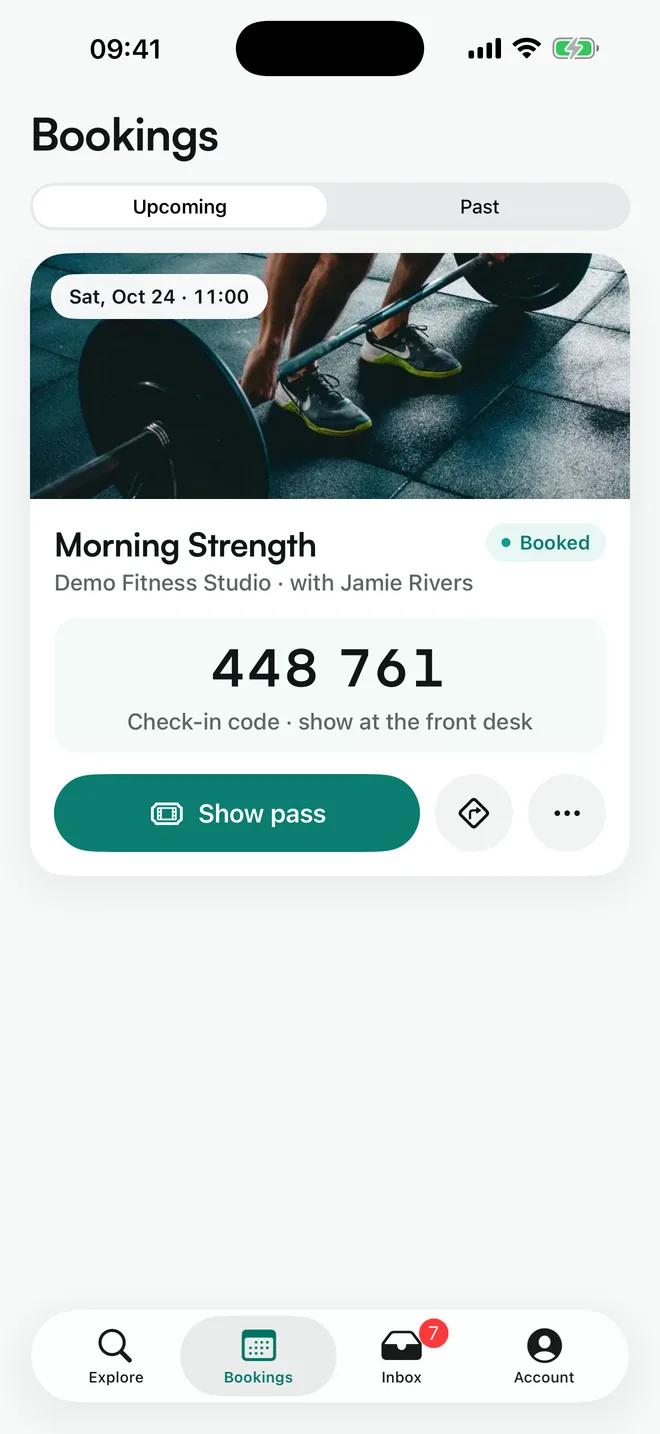 09:41
Bookings
Upcoming
Past
Sat, Oct 24 · 11:00
Morning Strength
Booked
Demo Fitness Studio · with Jamie Rivers
448 761
Check-in code · show at the front desk
Show pass
7
Explore
Bookings
Inbox
Account